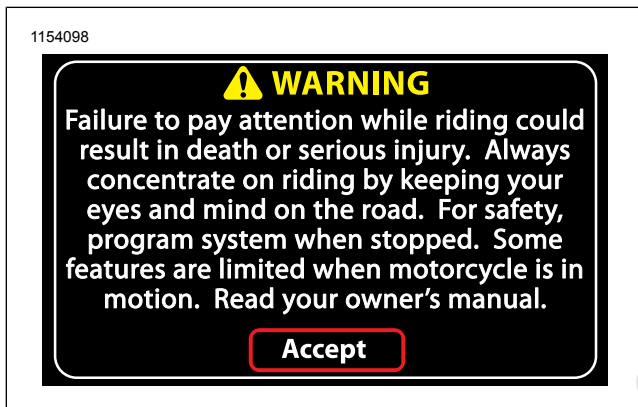 1154098
WARNING
Failure to pay attention while riding could
result in death or serious injury.  Always
concentrate on riding by keeping your
eyes and mind on the road.  For safety,
program system when stopped.  Some
features are limited when motorcycle is in
motion.  Read your owner's manual.
Accept